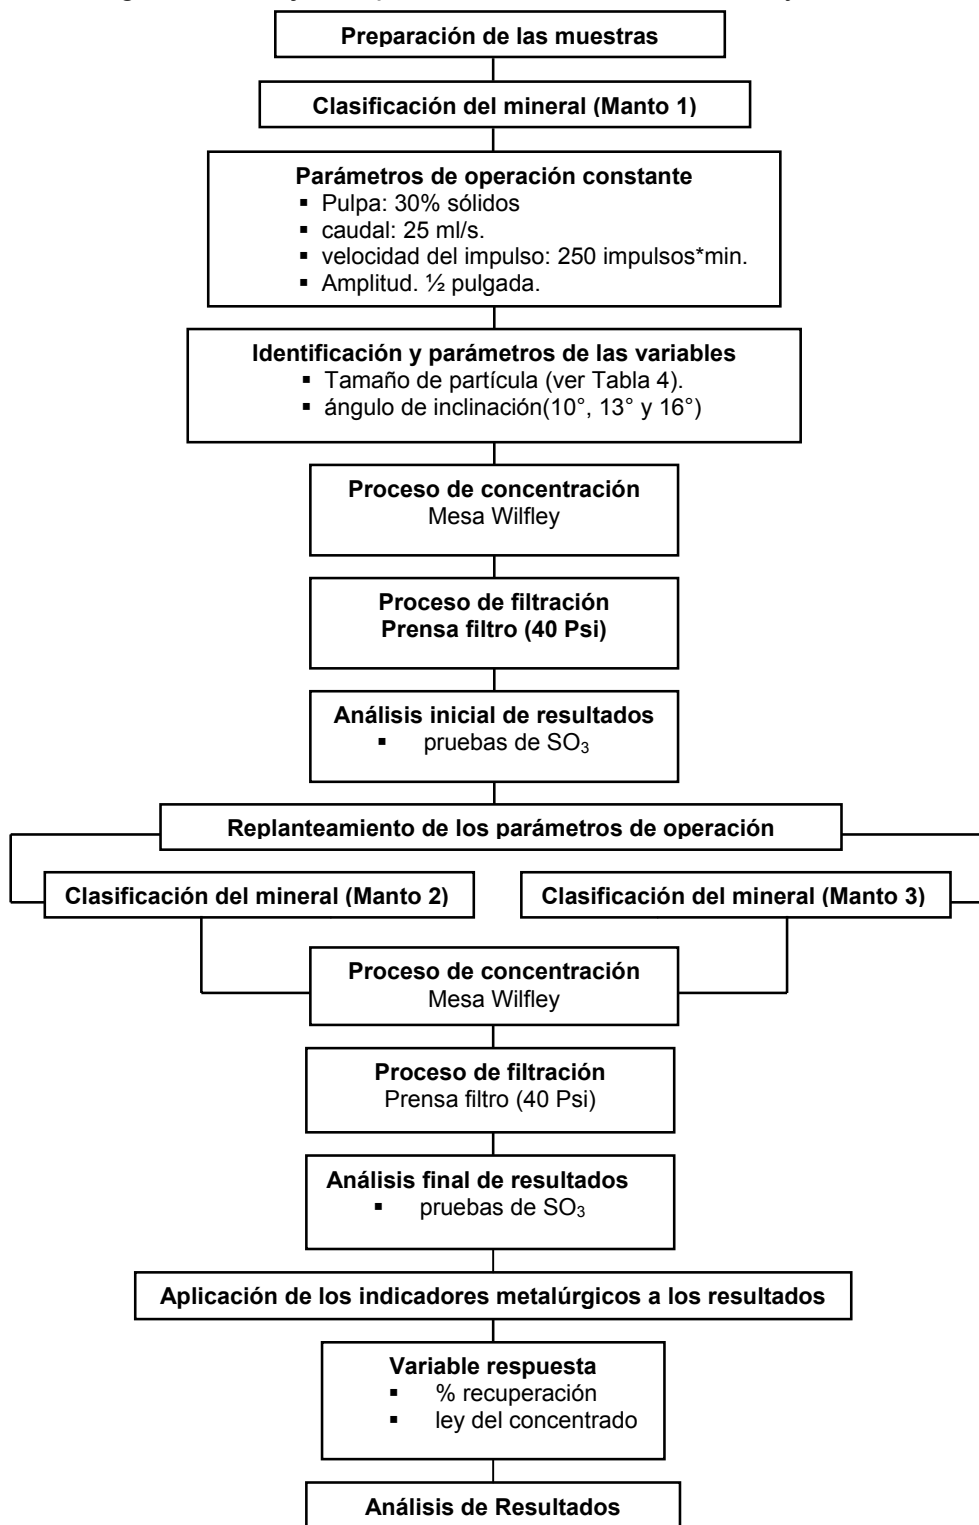 Preparación de las muestras
Clasificación del mineral (Manto 1)
Parámetros de operación constante
▪ Pulpa: 30% sólidos
▪ caudal: 25 ml/s.
▪ velocidad del impulso: 250 impulsos*min.
▪ Amplitud. ½ pulgada.
Identificación y parámetros de las variables
▪ Tamaño de partícula (ver Tabla 4).
▪ ángulo de inclinación(10°, 13° y 16°)
Proceso de concentración
Mesa Wilfley
Proceso de filtración
Prensa filtro (40 Psi)
Análisis inicial de resultados
▪ pruebas de SO₃
Replanteamiento de los parámetros de operación
Clasificación del mineral (Manto 2)
Clasificación del mineral (Manto 3)
Proceso de concentración
Mesa Wilfley
Proceso de filtración
Prensa filtro (40 Psi)
Análisis final de resultados
▪ pruebas de SO₃
Aplicación de los indicadores metalúrgicos a los resultados
Variable respuesta
▪ % recuperación
▪ ley del concentrado
Análisis de Resultados